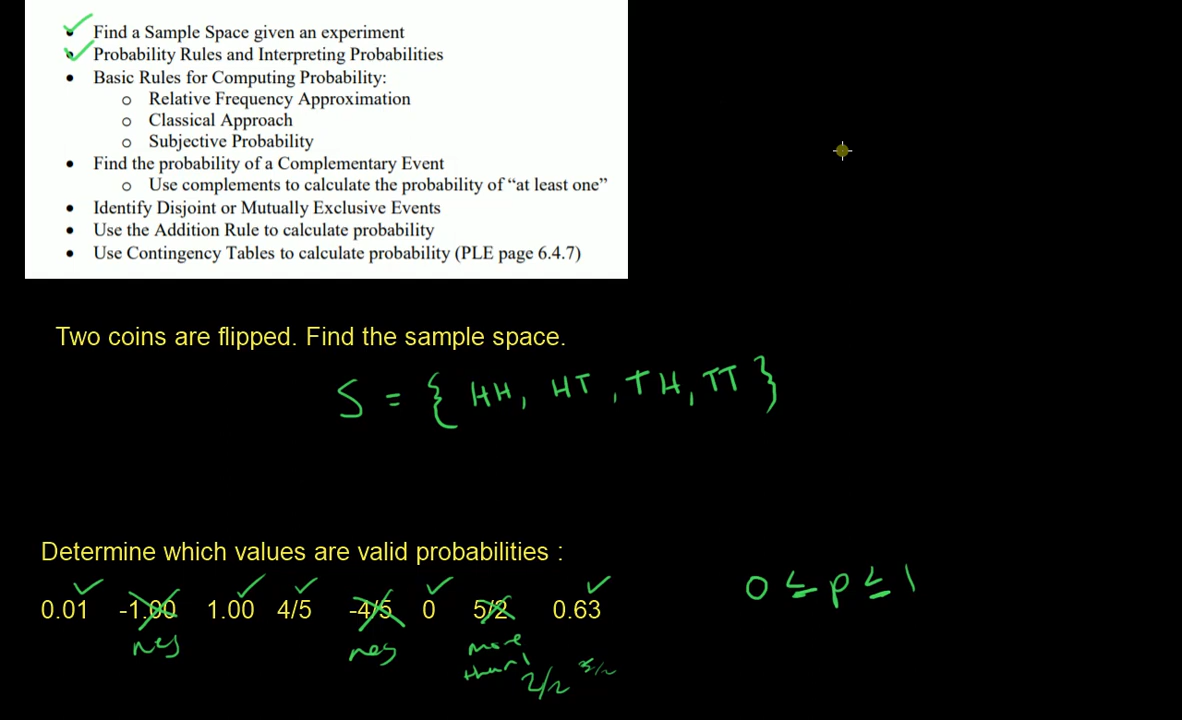 • Find a Sample Space given an experiment
• Probability Rules and Interpreting Probabilities
• Basic Rules for Computing Probability:
o Relative Frequency Approximation
o Classical Approach
o Subjective Probability
• Find the probability of a Complementary Event
o Use complements to calculate the probability of “at least one”
• Identify Disjoint or Mutually Exclusive Events
• Use the Addition Rule to calculate probability
• Use Contingency Tables to calculate probability (PLE page 6.4.7)
Two coins are flipped. Find the sample space.
S = { HH, HT, TH, TT }
Determine which values are valid probabilities :
0.01 -1.00 1.00 4/5 -4/5 0 5/2 0.63
0 ≤ p ≤ 1
neg neg more
than 1 2/2